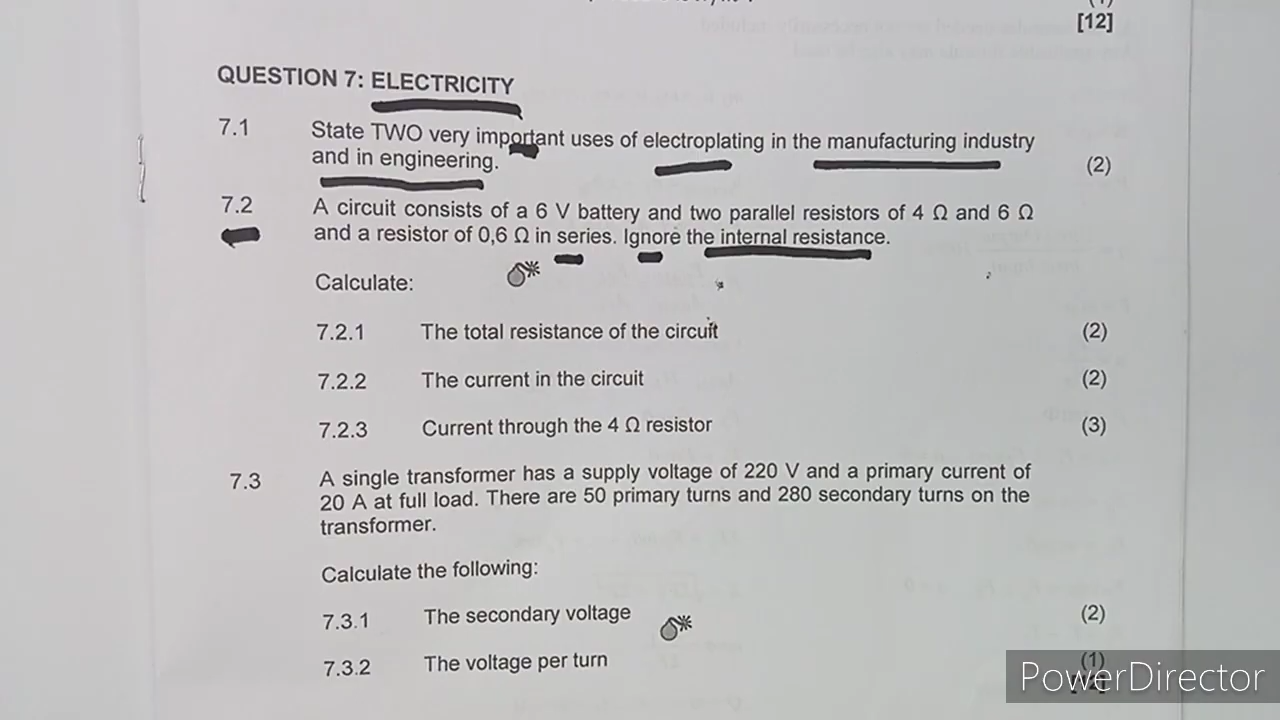 [12]
QUESTION 7: ELECTRICITY
7.1 State TWO very important uses of electroplating in the manufacturing industry
and in engineering. (2)
7.2 A circuit consists of a 6 V battery and two parallel resistors of 4 Ω and 6 Ω
and a resistor of 0,6 Ω in series. Ignore the internal resistance.
Calculate:
7.2.1 The total resistance of the circuit (2)
7.2.2 The current in the circuit (2)
7.2.3 Current through the 4 Ω resistor (3)
7.3 A single transformer has a supply voltage of 220 V and a primary current of
20 A at full load. There are 50 primary turns and 280 secondary turns on the
transformer.
Calculate the following:
7.3.1 The secondary voltage (2)
7.3.2 The voltage per turn (1)
PowerDirector